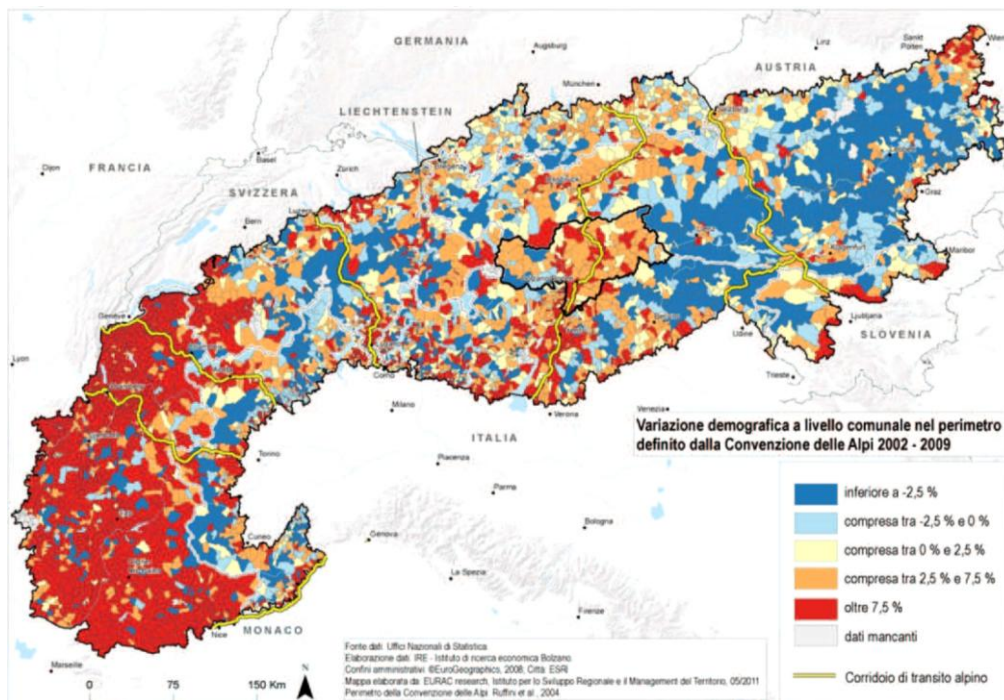 GERMANIA
Augsburg
Linz
Sankt
Pölten
Wien
AUSTRIA
München
LIECHTENSTEIN
FRANCIA
Dijon
Basel
Zürich
SVIZZERA
Bern
Graz
Maribor
Genève
Lyon
Ljubljana
SLOVENIA
Udine
Trieste
Como
Milano
Verona
Venezia
ITALIA
Torino
Piacenza
Parma
Cuneo
Genova
Bologna
La Spezia
Firenze
Nice
MONACO
Marseille
Variazione demografica a livello comunale nel perimetro
definito dalla Convenzione delle Alpi 2002 - 2009
inferiore a -2,5 %
compresa tra -2,5 % e 0 %
compresa tra 0 % e 2,5 %
compresa tra 2,5 % e 7,5 %
oltre 7,5 %
dati mancanti
Corridoio di transito alpino
Fonte dati: Uffici Nazionali di Statistica
Elaborazione dati: IRE - Istituto di ricerca economica Bolzano
Confini amministrativi: ©EuroGeographics, 2008, Città: ESRI
Mappa elaborata da: EURAC research, Istituto per lo Sviluppo Regionale e il Management del Territorio, 05/2011
Perimetro della Convenzione delle Alpi: Ruffini et al., 2004
N
0 75 150 Km